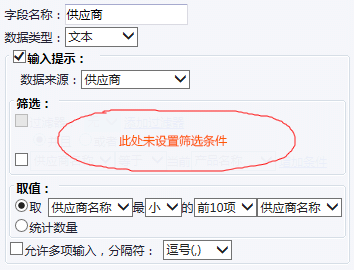 字段名称：供应商
数据类型：文本
输入提示：
数据来源：供应商
筛选：
此处未设置筛选条件
取值：
取 供应商名称 最 小 的 前10项 供应商名称
统计数量
允许多项输入，分隔符： 逗号(,)